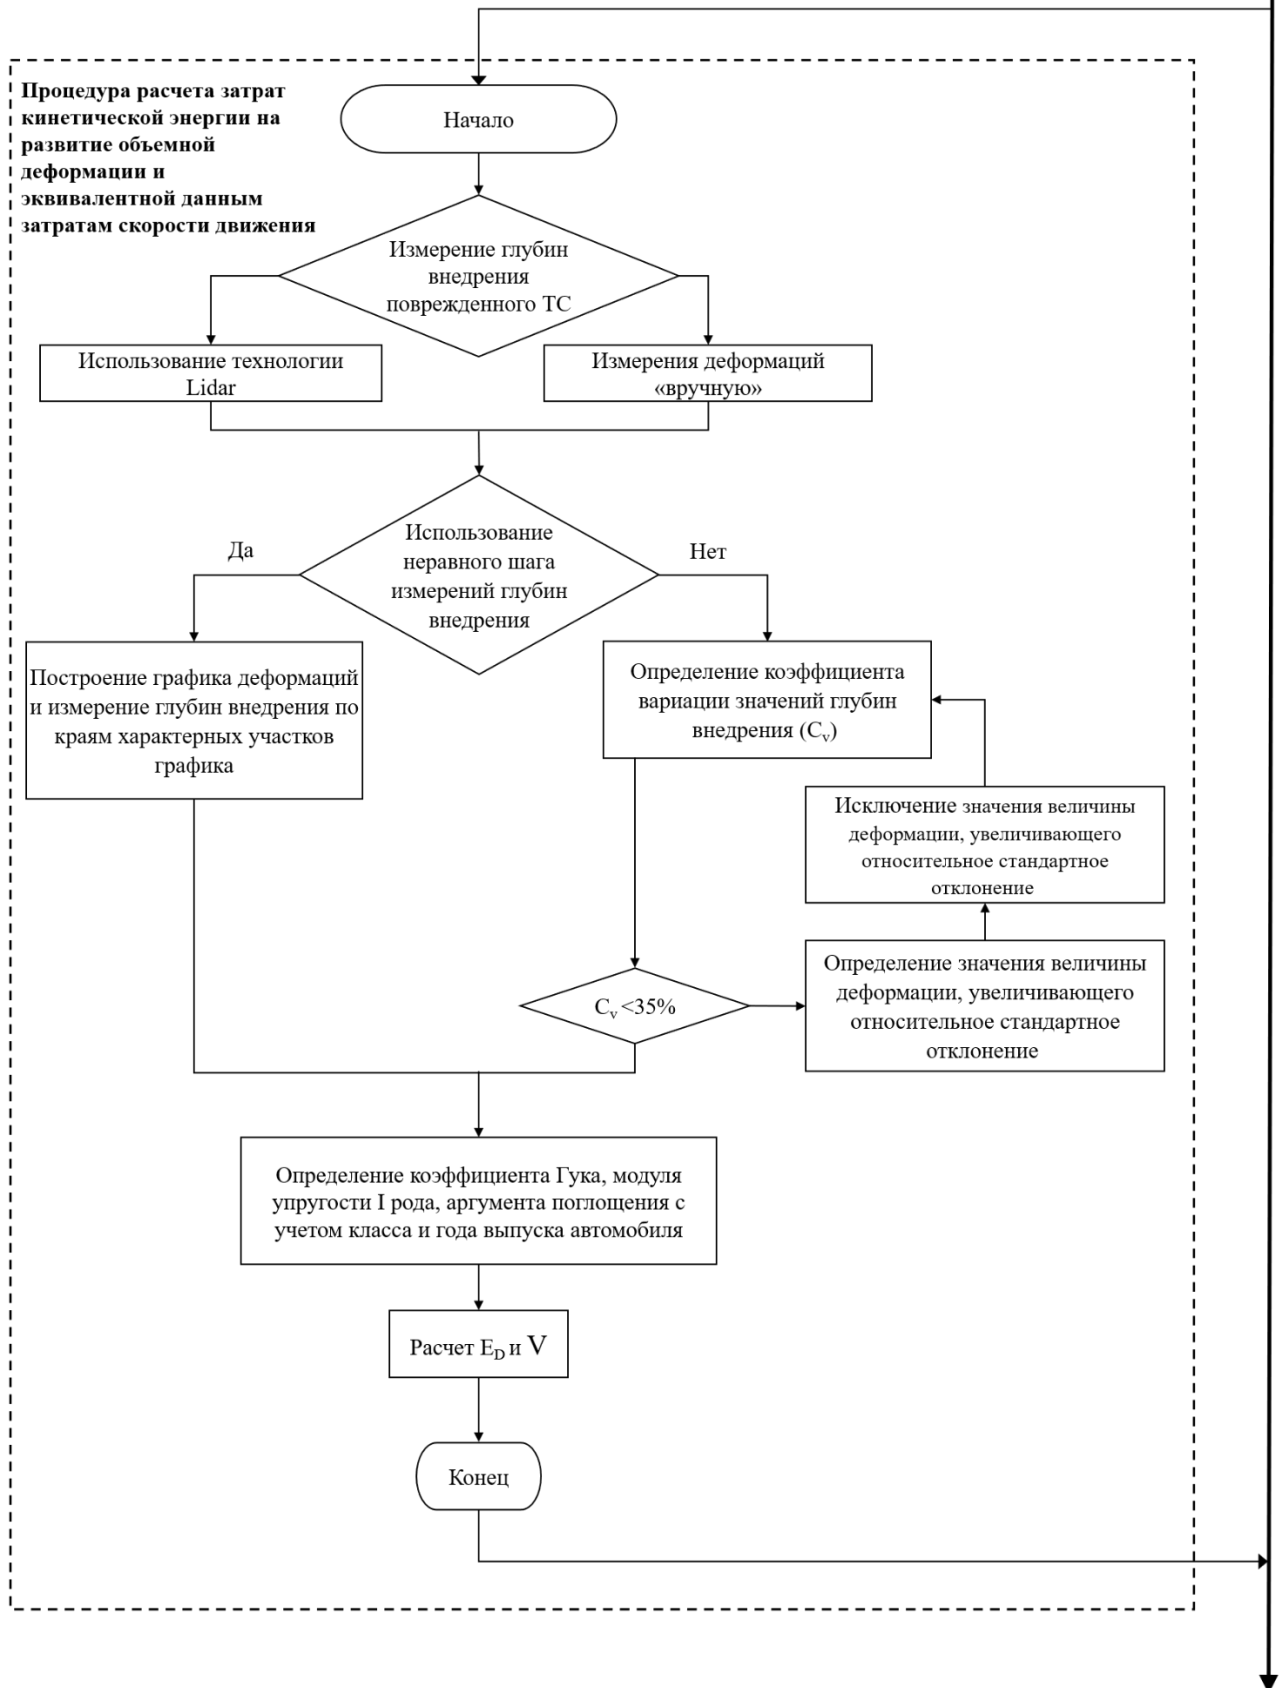 Процедура расчета затрат
кинетической энергии на
развитие объемной
деформации и
эквивалентной данным
затратам скорости движения
Начало
Измерение глубин
внедрения
поврежденного ТС
Использование технологии
Lidar
Измерения деформаций
«вручную»
Использование
неравного шага
измерений глубин
внедрения
Да
Нет
Построение графика деформаций
и измерение глубин внедрения по
краям характерных участков
графика
Определение коэффициента
вариации значений глубин
внедрения (Cv)
Исключение значения величины
деформации, увеличивающего
относительное стандартное
отклонение
Определение значения величины
деформации, увеличивающего
относительное стандартное
отклонение
Cv <35%
Определение коэффициента Гука, модуля
упругости I рода, аргумента поглощения с
учетом класса и года выпуска автомобиля
Расчет ED и V
Конец